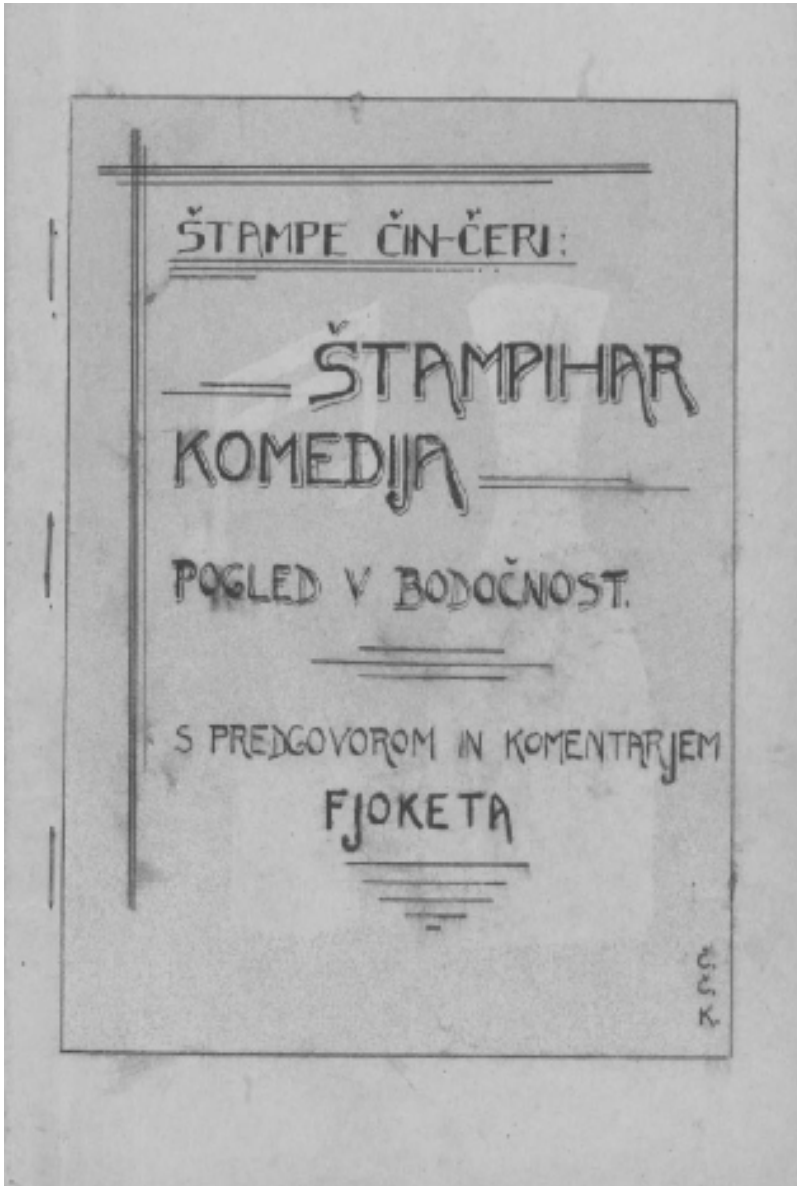 ŠTAMPE ČIN-ČERI:
ŠTAMPIHAR
KOMEDIJA
POGLED V BODOČNOST.
S PREDGOVOROM IN KOMENTARJEM
FJOKETA